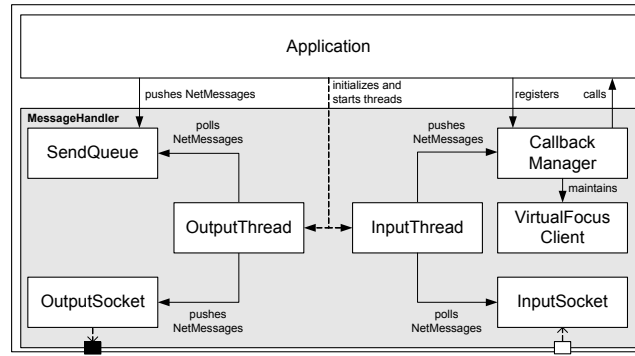 Application
pushes NetMessages
initializes and
starts threads
registers
calls
MessageHandler
SendQueue
polls
NetMessages
pushes
NetMessages
Callback
Manager
maintains
OutputThread
InputThread
VirtualFocus
Client
OutputSocket
pushes
NetMessages
polls
NetMessages
InputSocket